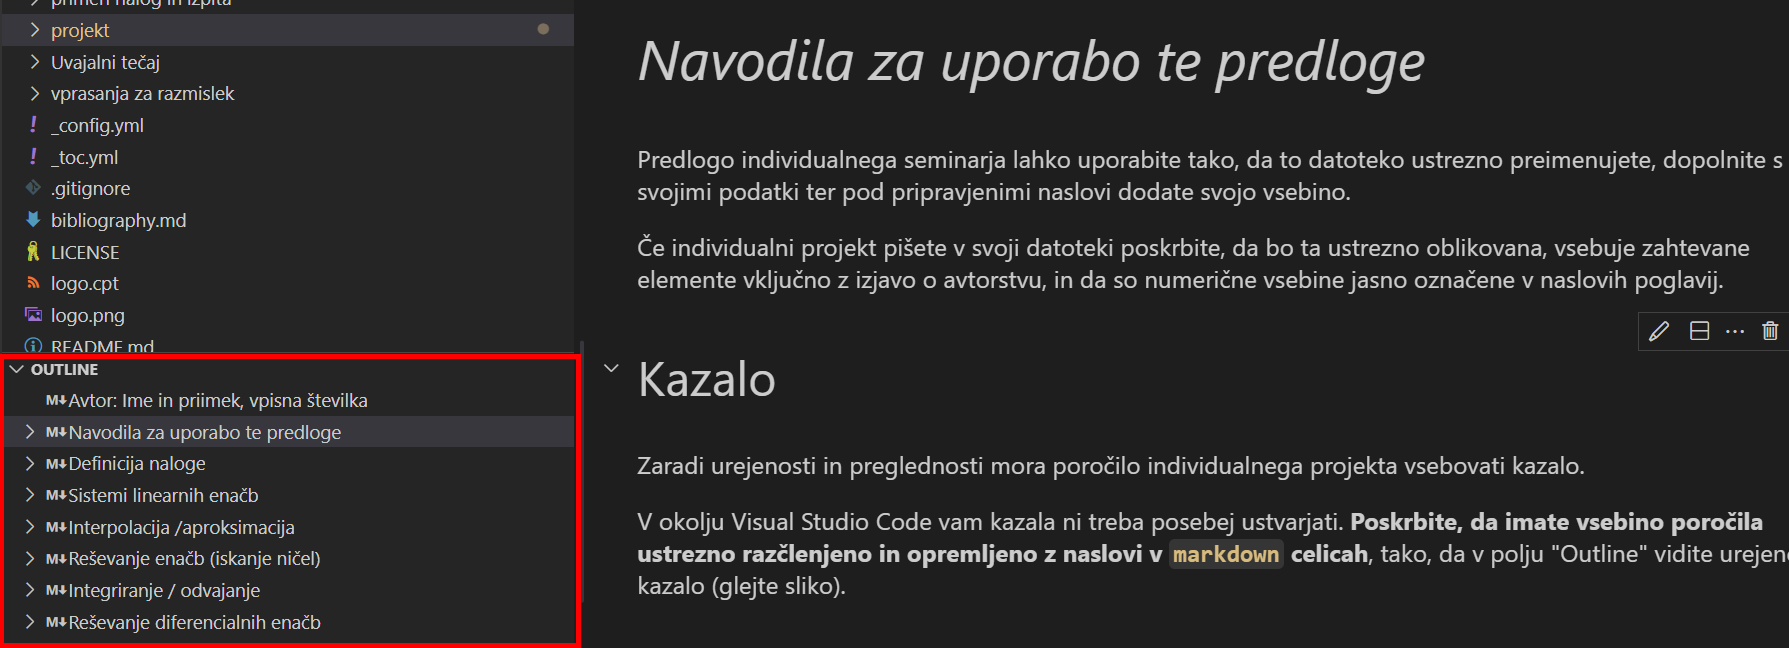 primeri nalog in izpita
projekt
Uvajalni tečaj
vprasanja za razmislek
_config.yml
_toc.yml
.gitignore
bibliography.md
LICENSE
logo.cpt
logo.png
README.md
OUTLINE
Avtor: Ime in priimek, vpisna številka
Navodila za uporabo te predloge
Definicija naloge
Sistemi linearnih enačb
Interpolacija /aproksimacija
Reševanje enačb (iskanje ničel)
Integriranje / odvajanje
Reševanje diferencialnih enačb
Navodila za uporabo te predloge
Predlogo individualnega seminarja lahko uporabite tako, da to datoteko ustrezno preimenujete, dopolnite s
svojimi podatki ter pod pripravjenimi naslovi dodate svojo vsebino.
Če individualni projekt pišete v svoji datoteki poskrbite, da bo ta ustrezno oblikovana, vsebuje zahtevane
elemente vključno z izjavo o avtorstvu, in da so numerične vsebine jasno označene v naslovih poglavij.
Kazalo
Zaradi urejenosti in preglednosti mora poročilo individualnega projekta vsebovati kazalo.
V okolju Visual Studio Code vam kazala ni treba posebej ustvarjati. Poskrbite, da imate vsebino poročila
ustrezno razčlenjeno in opremljeno z naslovi v markdown celicah, tako, da v polju "Outline" vidite urejeno
kazalo (glejte sliko).